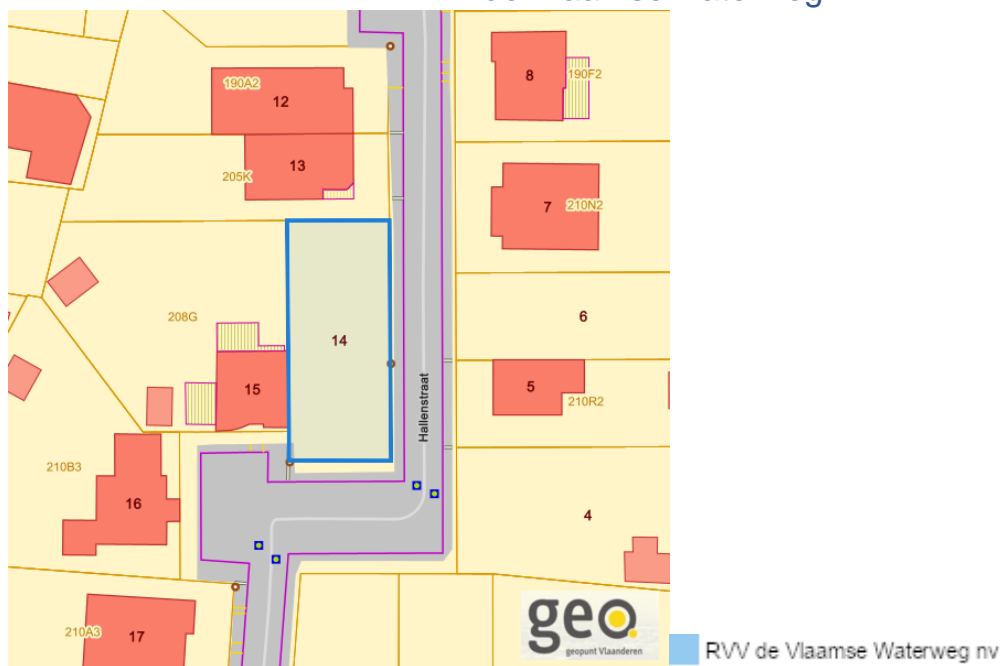 8
190F2
190A2
12
13
205K
7
210N2
208G
14
6
15
5
210R2
Hallenstraat
210B3
16
4
210A3
17
geo.
geopunt Vlaanderen
RVV de Vlaamse Waterweg nv